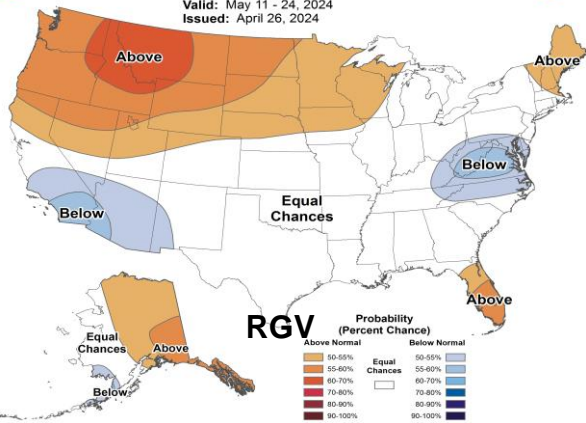 Valid: May 11 - 24, 2024
Issued: April 26, 2024
Above
Above
Below
Below
Equal
Chances
Above
Equal
Chances
Above
Below
RGV
Probability
(Percent Chance)
Above Normal
Below Normal
Equal
Chances
50-55%
55-60%
60-70%
70-80%
80-90%
90-100%
50-55%
55-60%
60-70%
70-80%
80-90%
90-100%